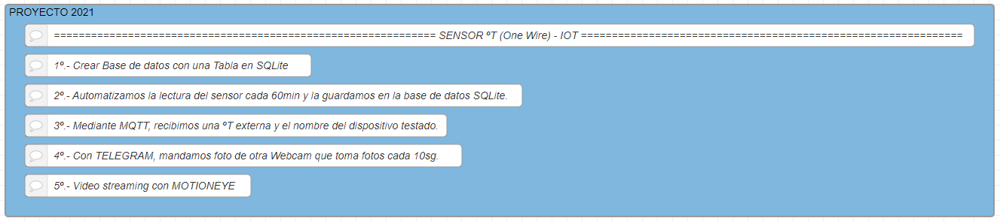 PROYECTO 2021
============================================================== SENSOR ºT (One Wire) - IOT ==============================================================
1º.- Crear Base de datos con una Tabla en SQLite
2º.- Automatizamos la lectura del sensor cada 60min y la guardamos en la base de datos SQLite.
3º.- Mediante MQTT, recibimos una ºT externa y el nombre del dispositivo testado.
4º.- Con TELEGRAM, mandamos foto de otra Webcam que toma fotos cada 10sg.
5º.- Video streaming con MOTIONEYE